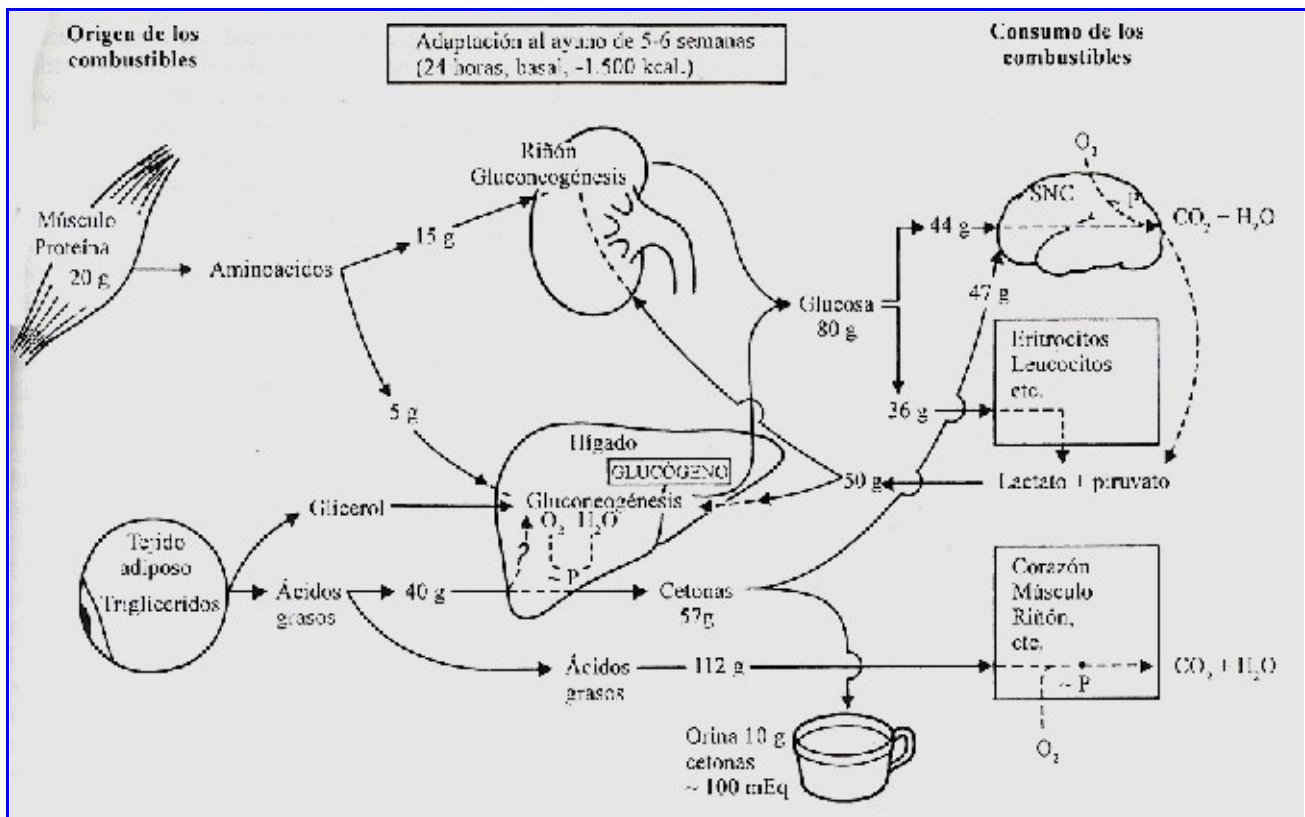 Origen de los
combustibles
Adaptación al ayuno de 5-6 semanas
(24 horas, basal, -1.500 kcal.)
Consumo de los
combustibles
Músculo
Proteína
20 g
Aminoácidos
15 g
5 g
Riñón
Gluconeogénesis
Glucosa
80 g
44 g
36 g
47 g
O₂
SNC
~ P
CO₂ + H₂O
Eritrocitos
Leucocitos
etc.
Lactato + piruvato
50 g
Hígado
GLUCÓGENO
Gluconeogénesis
O₂ H₂O
?
~ P
Glicerol
Tejido
adiposo
Triglicéridos
Ácidos
grasos
40 g
Cetonas
57g
Ácidos
grasos
112 g
Corazón
Músculo
Riñón,
etc.
~ P
CO₂ + H₂O
O₂
Orina 10 g
cetonas
~ 100 mEq